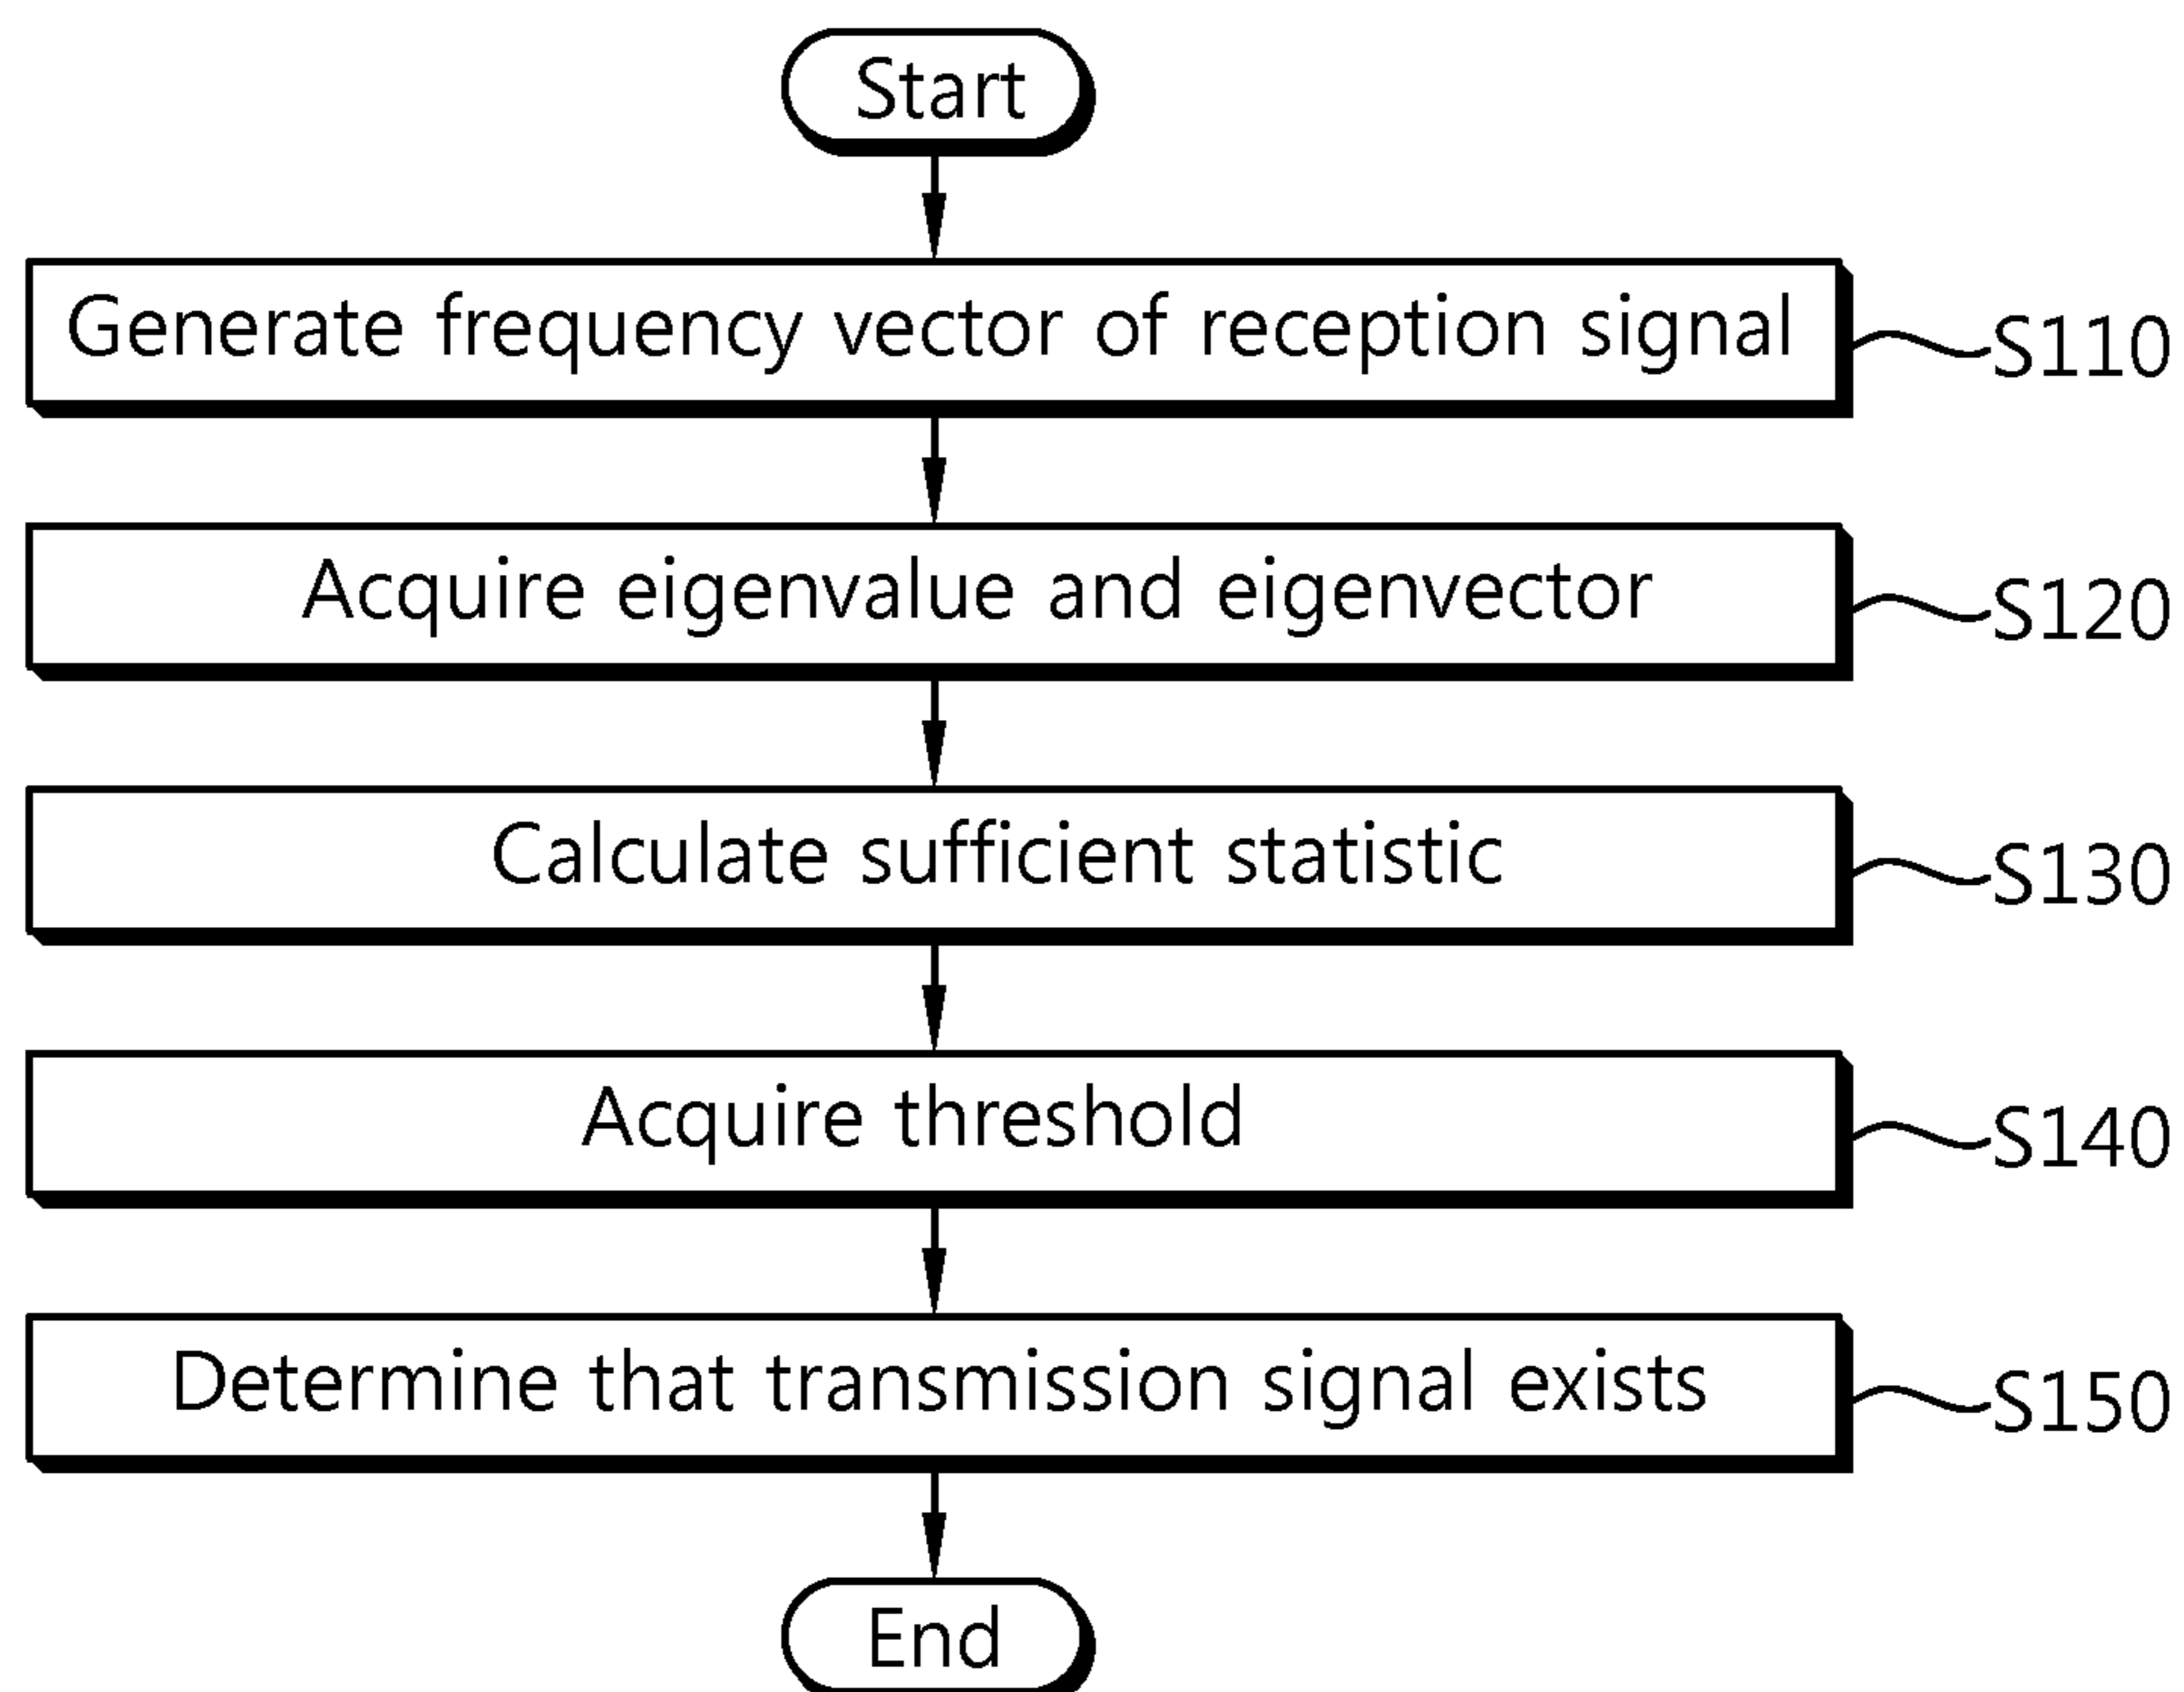 Start
Generate frequency vector of reception signal
S110
Acquire eigenvalue and eigenvector
S120
Calculate sufficient statistic
S130
Acquire threshold
S140
Determine that transmission signal exists
S150
End